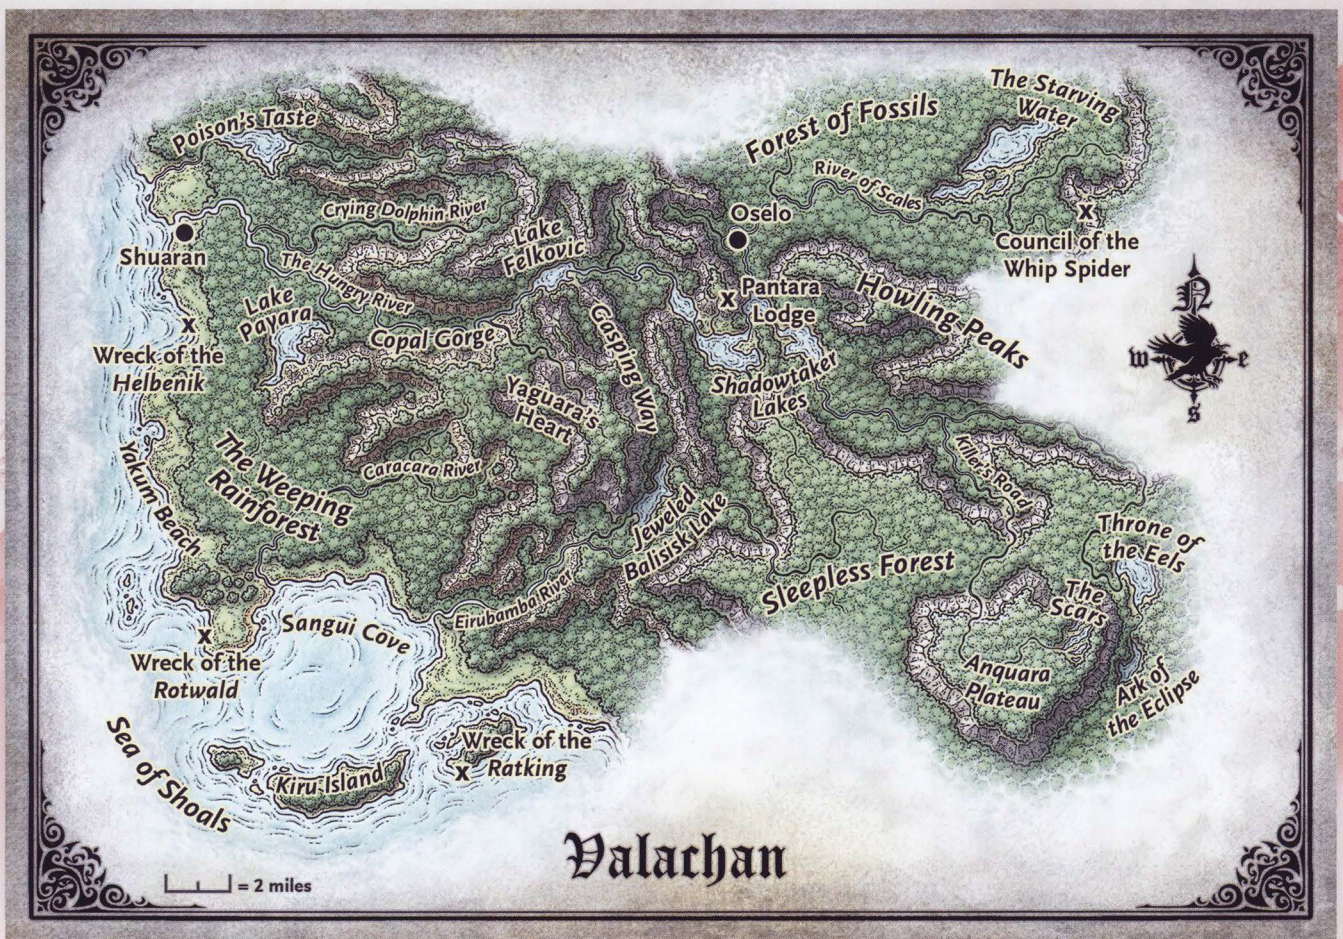 The Starving
Water
Poison's Taste
Forest of Fossils
River of Scales
Crying Dolphin River
Oselo
Lake
Felkovic
Shuaran
Council of the
Whip Spider
The Hungry River
Pantara
Lodge
Howling Peaks
N
w
e
s
Lake
Payara
Copal Gorge
Gasping Way
Wreck of the
Helbenik
Shadowtaker
Lakes
Yaguara's
Heart
Yakum Beach
The Weeping
Rainforest
Caracara River
Killer's Road
Jeweled
Balisisk Lake
Throne of
the Eels
Sleepless Forest
Eirubamba River
The
Scars
Sangui Cove
Wreck of the
Rotwald
Anquara
Plateau
Ark of
the Eclipse
Sea of Shoals
Wreck of the
Ratking
Kiru Island
Valachan
= 2 miles
x
x
x
x
x